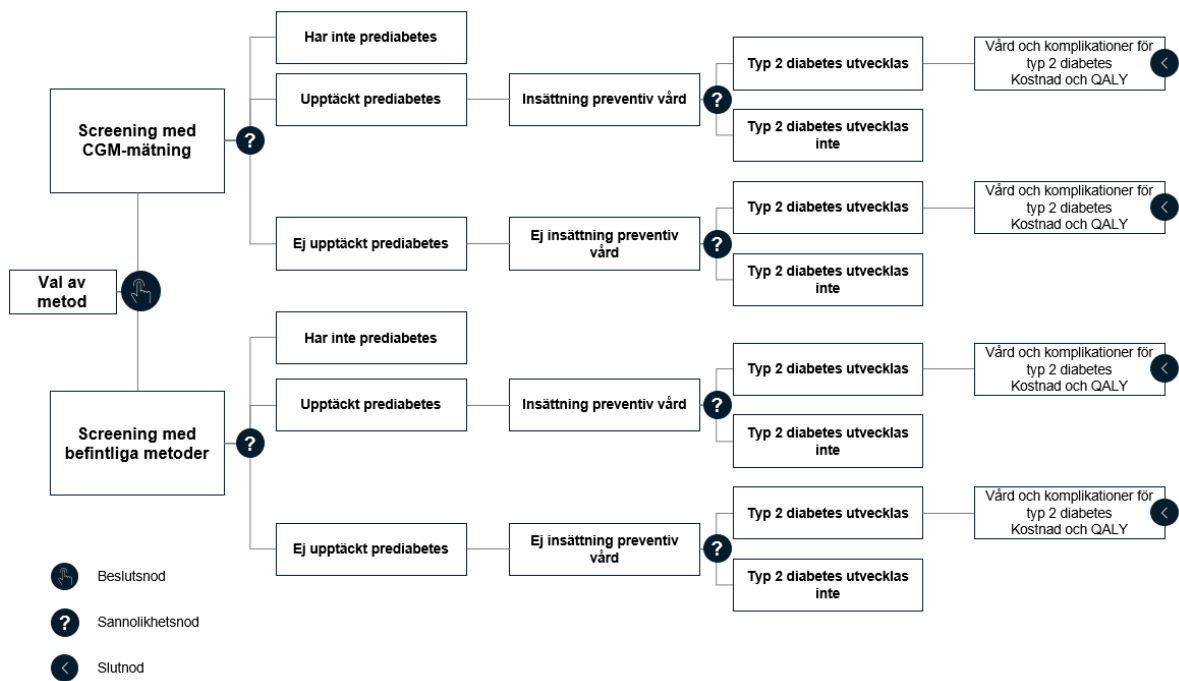 Har inte prediabetes
Upptäckt prediabetes
Insättning preventiv vård
Typ 2 diabetes utvecklas
Vård och komplikationer för
typ 2 diabetes
Kostnad och QALY
Typ 2 diabetes utvecklas
inte
Screening med
CGM-mätning
?
?
Ej upptäckt prediabetes
Ej insättning preventiv
vård
?
Typ 2 diabetes utvecklas
Vård och komplikationer för
typ 2 diabetes
Kostnad och QALY
Typ 2 diabetes utvecklas
inte
Val av
metod
Har inte prediabetes
Upptäckt prediabetes
Insättning preventiv vård
Typ 2 diabetes utvecklas
Vård och komplikationer för
typ 2 diabetes
Kostnad och QALY
Typ 2 diabetes utvecklas
inte
Screening med
befintliga metoder
?
?
Ej upptäckt prediabetes
Ej insättning preventiv
vård
?
Typ 2 diabetes utvecklas
Vård och komplikationer för
typ 2 diabetes
Kostnad och QALY
Typ 2 diabetes utvecklas
inte
Beslutsnod
? Sannolikhetsnod
Slutnod